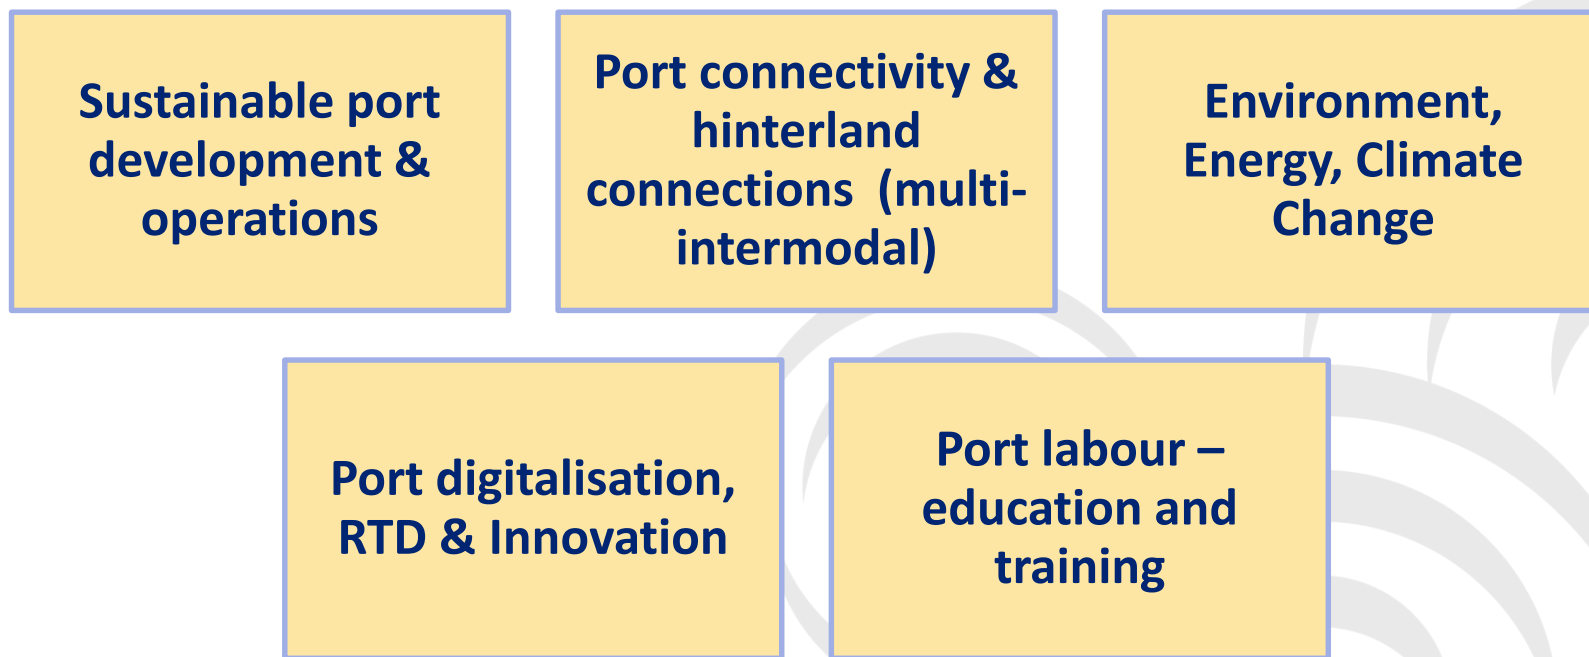 Sustainable port
development &
operations
Port connectivity &
hinterland
connections (multi-
intermodal)
Environment,
Energy, Climate
Change
Port digitalisation,
RTD & Innovation
Port labour –
education and
training